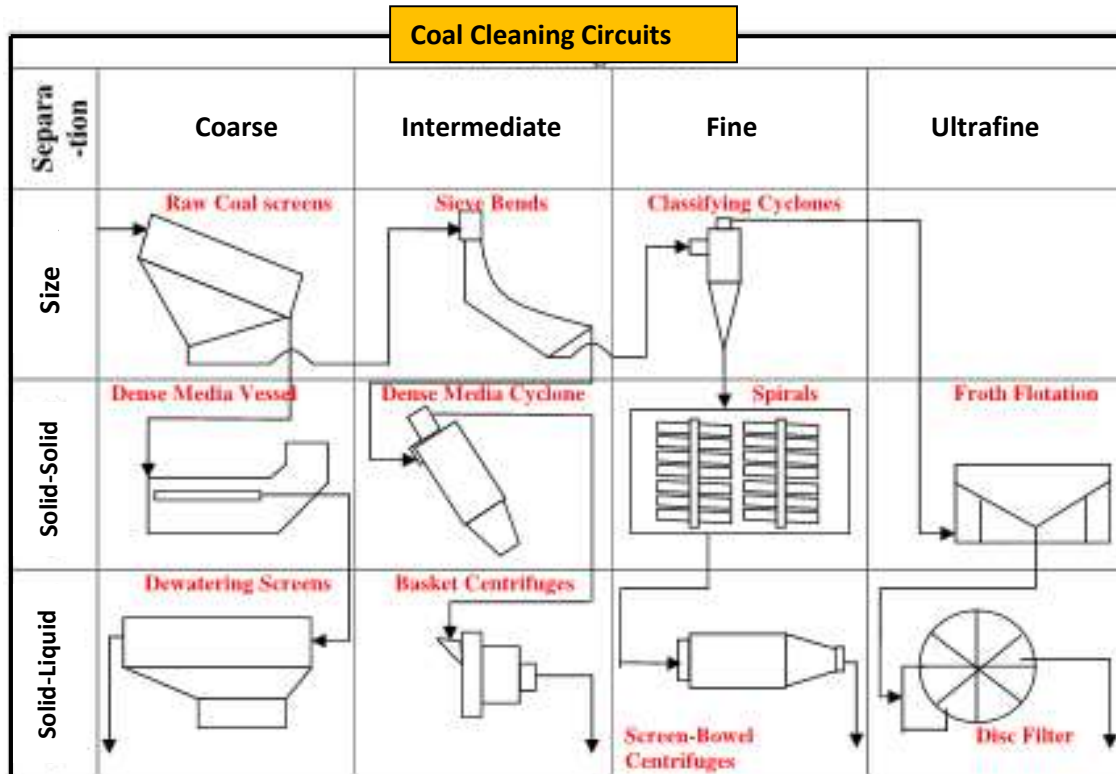 Coal Cleaning Circuits
Separa
-tion
Coarse
Intermediate
Fine
Ultrafine
Size
Raw Coal screens
Sieve Bends
Classifying Cyclones
Solid-Solid
Dense Media Vessel
Dense Media Cyclone
Spirals
Froth Flotation
Solid-Liquid
Dewatering Screens
Basket Centrifuges
Screen-Bowel
Centrifuges
Disc Filter